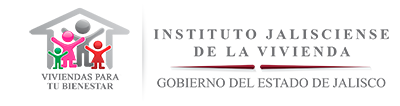 VIVIENDAS PARA
TU BIENESTAR
INSTITUTO JALISCIENSE
DE LA VIVIENDA
GOBIERNO DEL ESTADO DE JALISCO